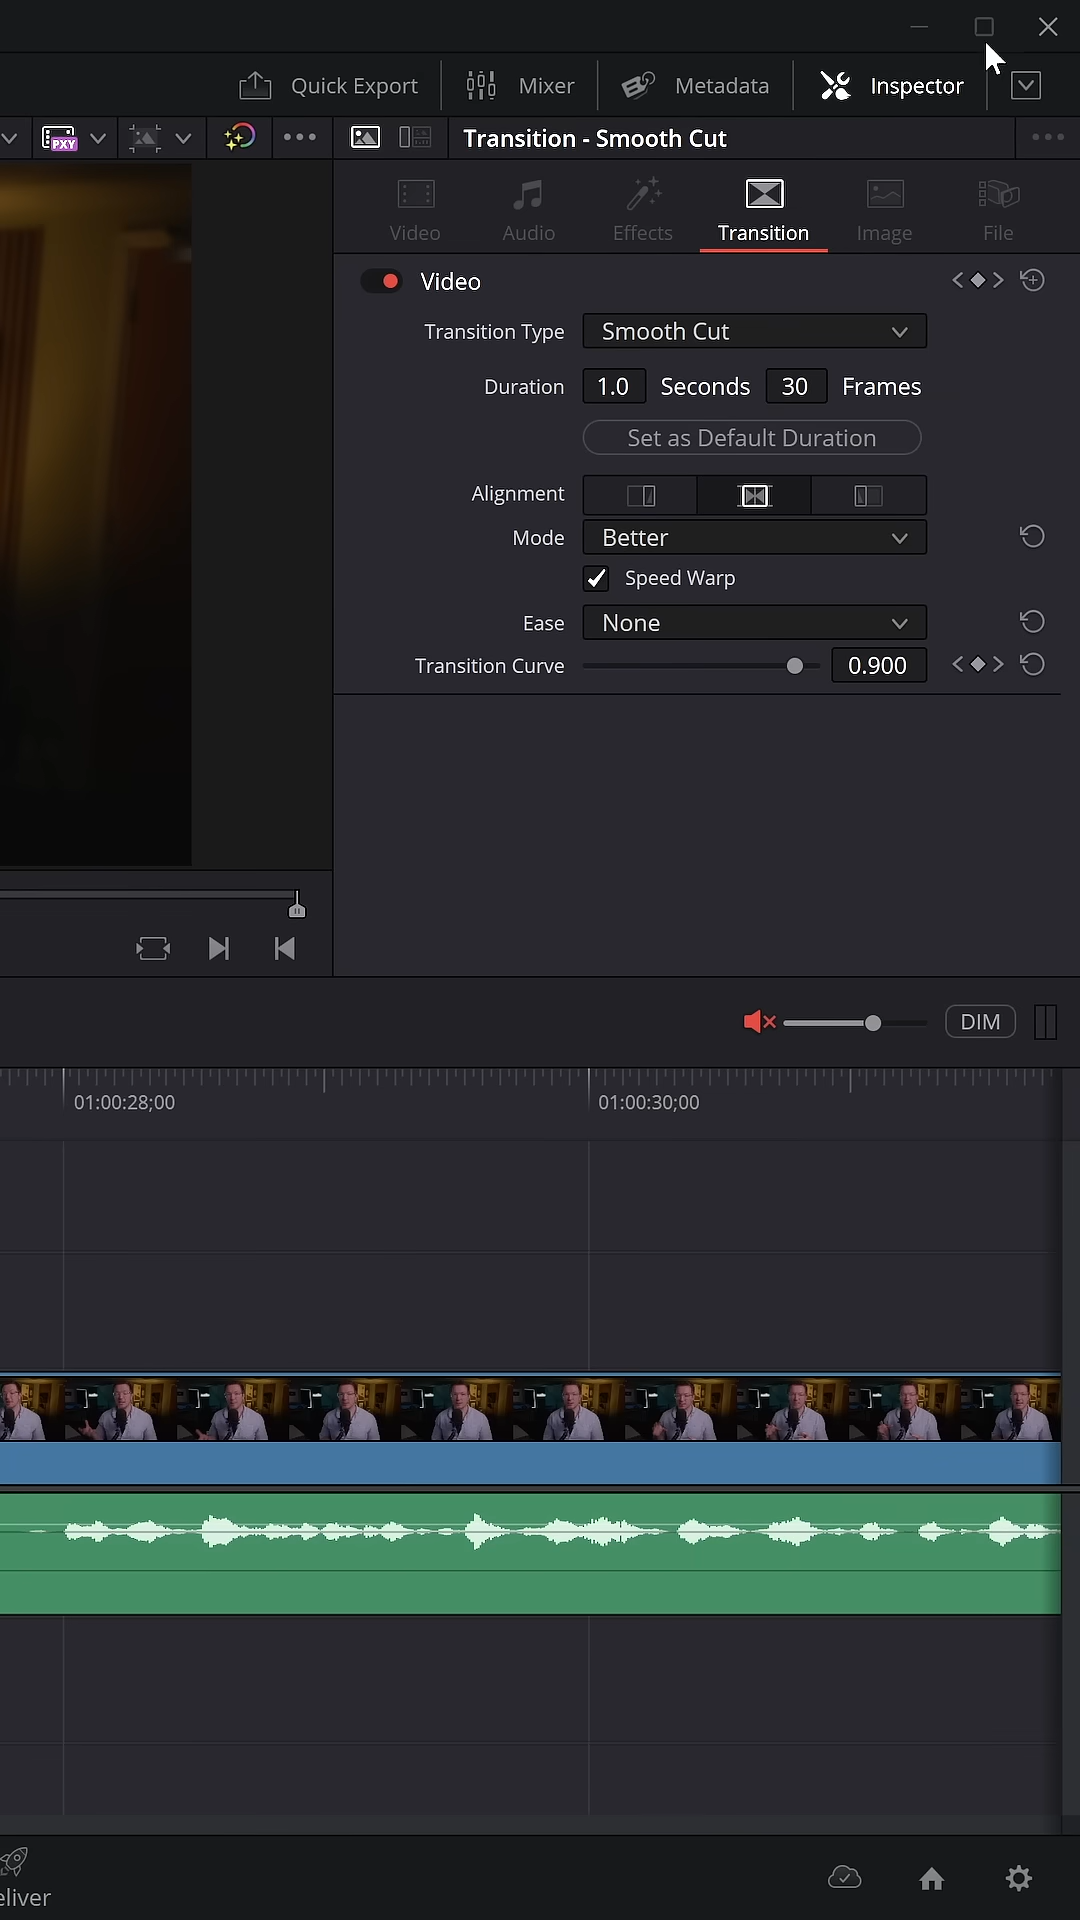 Quick Export
Mixer
Metadata
Inspector
PXY
Transition - Smooth Cut
Video
Audio
Effects
Transition
Image
File
Video
Transition Type
Smooth Cut
Duration
1.0
Seconds
30
Frames
Set as Default Duration
Alignment
Mode
Better
Speed Warp
Ease
None
Transition Curve
0.900
DIM
01:00:28;00
01:00:30;00
eliver